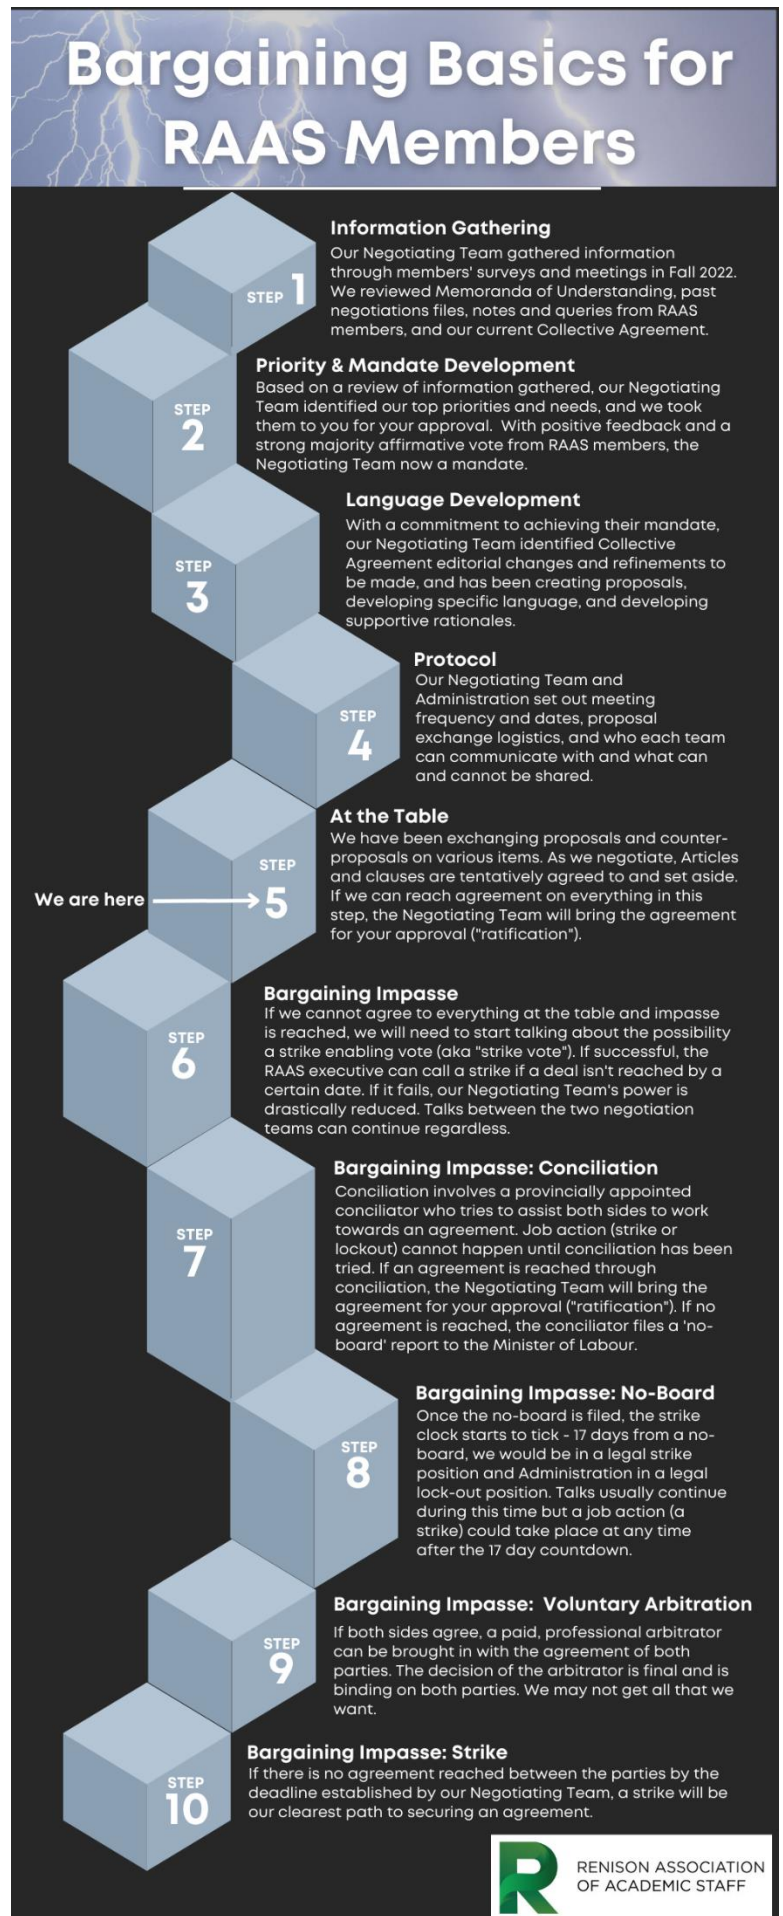 Bargaining Basics for
RAAS Members
STEP 1
Information Gathering
Our Negotiating Team gathered information
through members' surveys and meetings in Fall 2022.
We reviewed Memoranda of Understanding, past
negotiations files, notes and queries from RAAS
members, and our current Collective Agreement.
STEP
2
Priority & Mandate Development
Based on a review of information gathered, our Negotiating
Team identified our top priorities and needs, and we took
them to you for your approval.  With positive feedback and a
strong majority affirmative vote from RAAS members, the
Negotiating Team now a mandate.
STEP
3
Language Development
With a commitment to achieving their mandate,
our Negotiating Team identified Collective
Agreement editorial changes and refinements to
be made, and has been creating proposals,
developing specific language, and developing
supportive rationales.
STEP
4
Protocol
Our Negotiating Team and
Administration set out meeting
frequency and dates, proposal
exchange logistics, and who each team
can communicate with and what can
and cannot be shared.
We are here
STEP
5
At the Table
We have been exchanging proposals and counter-
proposals on various items. As we negotiate, Articles
and clauses are tentatively agreed to and set aside.
If we can reach agreement on everything in this
step, the Negotiating Team will bring the agreement
for your approval ("ratification").
STEP
6
Bargaining Impasse
If we cannot agree to everything at the table and impasse
is reached, we will need to start talking about the possibility
a strike enabling vote (aka "strike vote"). If successful, the
RAAS executive can call a strike if a deal isn't reached by a
certain date. If it fails, our Negotiating Team's power is
drastically reduced. Talks between the two negotiation
teams can continue regardless.
STEP
7
Bargaining Impasse: Conciliation
Conciliation involves a provincially appointed
conciliator who tries to assist both sides to work
towards an agreement. Job action (strike or
lockout) cannot happen until conciliation has been
tried. If an agreement is reached through
conciliation, the Negotiating Team will bring the
agreement for your approval ("ratification"). If no
agreement is reached, the conciliator files a 'no-
board' report to the Minister of Labour.
STEP
8
Bargaining Impasse: No-Board
Once the no-board is filed, the strike
clock starts to tick - 17 days from a no-
board, we would be in a legal strike
position and Administration in a legal
lock-out position. Talks usually continue
during this time but a job action (a
strike) could take place at any time
after the 17 day countdown.
STEP
9
Bargaining Impasse:  Voluntary Arbitration
If both sides agree, a paid, professional arbitrator
can be brought in with the agreement of both
parties. The decision of the arbitrator is final and is
binding on both parties. We may not get all that we
want.
STEP
10
Bargaining Impasse: Strike
If there is no agreement reached between the parties by the
deadline established by our Negotiating Team, a strike will be
our clearest path to securing an agreement.
R
RENISON ASSOCIATION
OF ACADEMIC STAFF